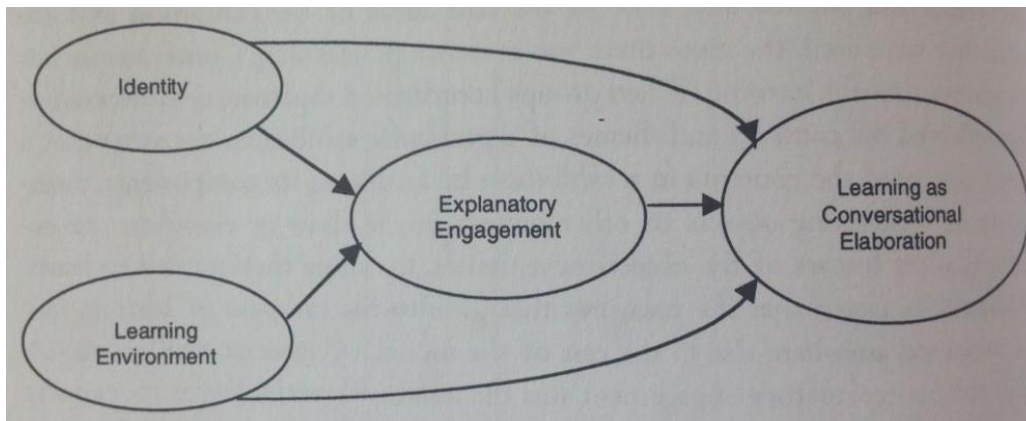 Identity
Explanatory
Engagement
Learning as
Conversational
Elaboration
Learning
Environment